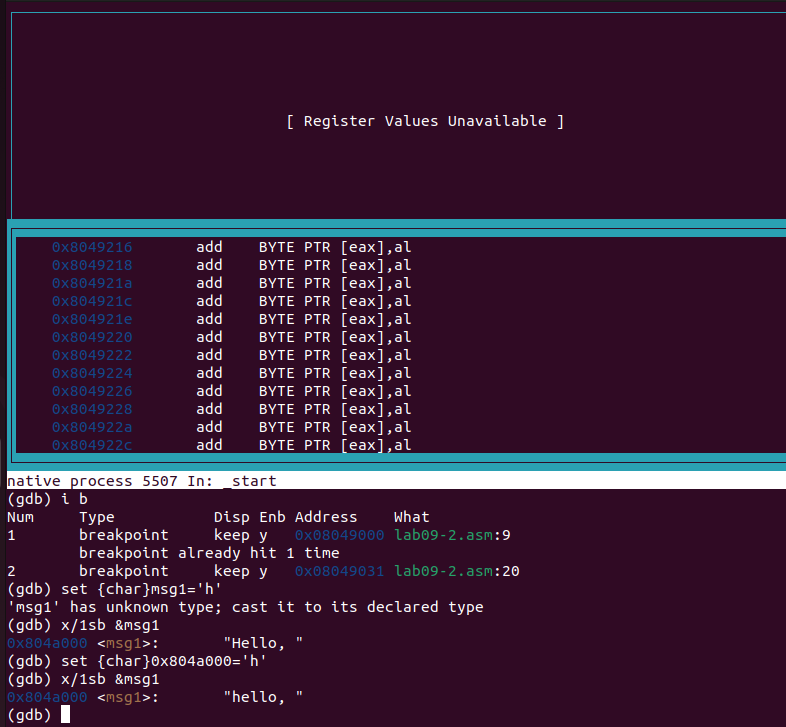 [ Register Values Unavailable ]
0x8049216 add BYTE PTR [eax],al
0x8049218 add BYTE PTR [eax],al
0x804921a add BYTE PTR [eax],al
0x804921c add BYTE PTR [eax],al
0x804921e add BYTE PTR [eax],al
0x8049220 add BYTE PTR [eax],al
0x8049222 add BYTE PTR [eax],al
0x8049224 add BYTE PTR [eax],al
0x8049226 add BYTE PTR [eax],al
0x8049228 add BYTE PTR [eax],al
0x804922a add BYTE PTR [eax],al
0x804922c add BYTE PTR [eax],al
native process 5507 In: _start
(gdb) i b
Num Type Disp Enb Address What
1 breakpoint keep y 0x08049000 lab09-2.asm:9
breakpoint already hit 1 time
2 breakpoint keep y 0x08049031 lab09-2.asm:20
(gdb) set {char}msg1='h'
'msg1' has unknown type; cast it to its declared type
(gdb) x/1sb &msg1
0x804a000 <msg1>: "Hello, "
(gdb) set {char}0x804a000='h'
(gdb) x/1sb &msg1
0x804a000 <msg1>: "hello, "
(gdb)